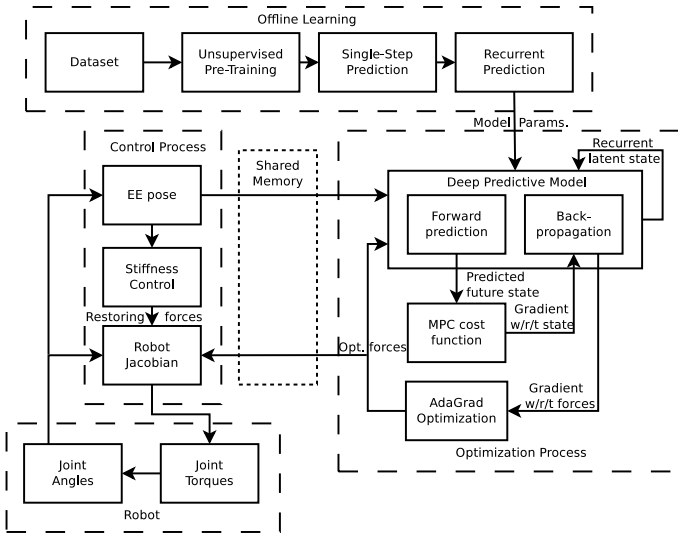 Offline Learning
Dataset
Unsupervised
Pre-Training
Single-Step
Prediction
Recurrent
Prediction
Model Params.
Control Process
EE pose
Stiffness
Control
Restoring forces
Robot
Jacobian
Shared
Memory
Recurrent
latent state
Deep Predictive Model
Forward
prediction
Back-
propagation
Predicted
future state
MPC cost
function
Gradient
w/r/t state
Opt. forces
AdaGrad
Optimization
Gradient
w/r/t forces
Optimization Process
Joint
Angles
Joint
Torques
Robot